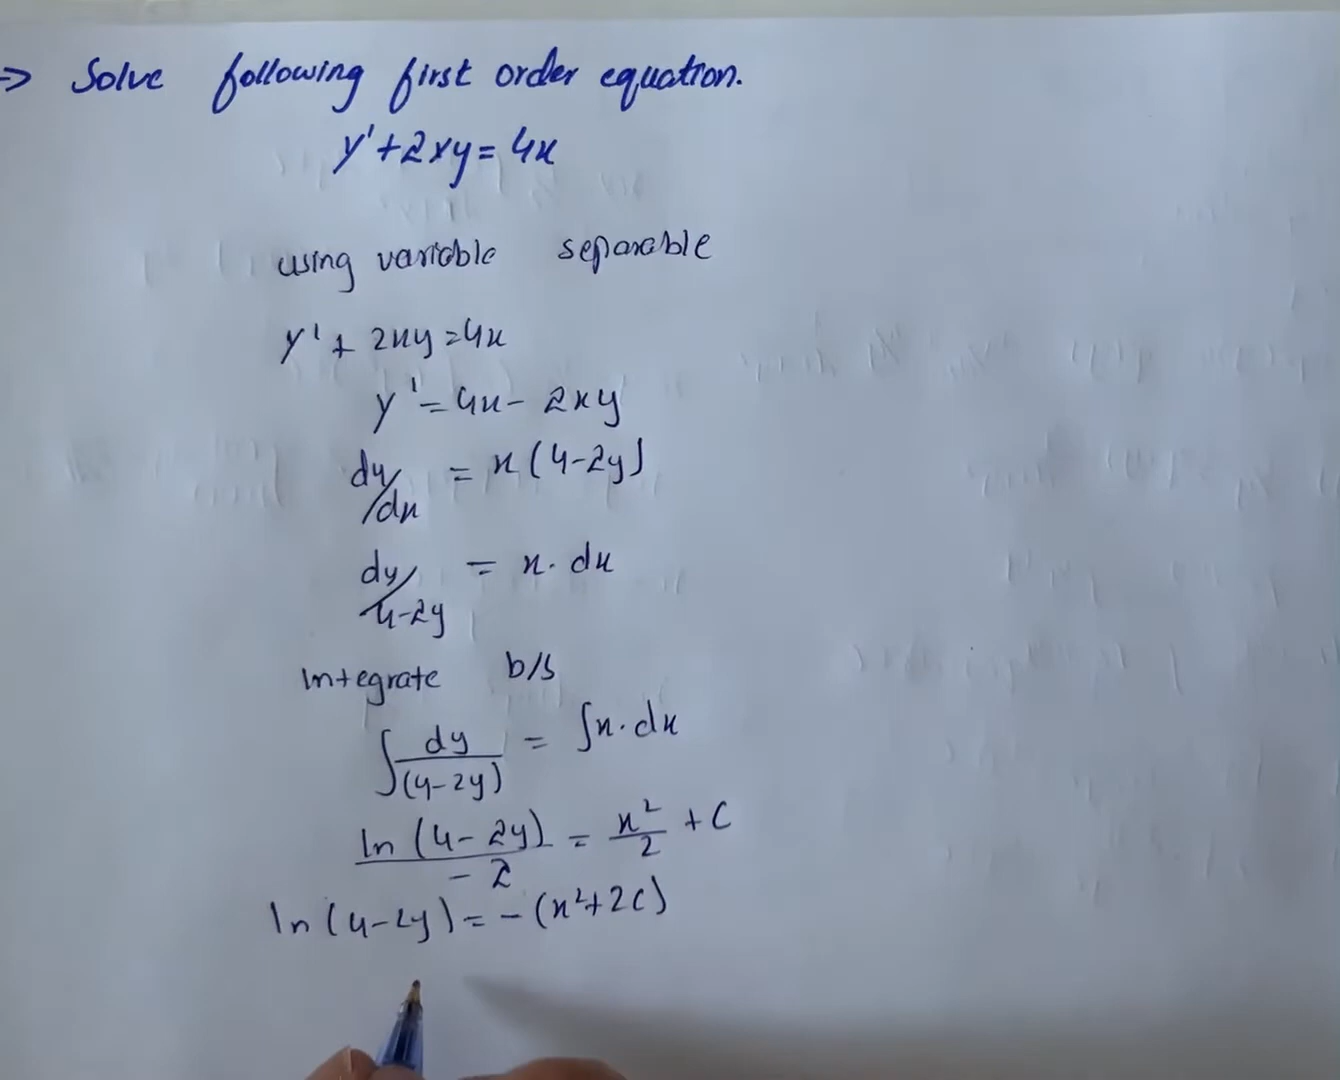 => Solve following first order equation.
y' + 2xy = 4x
using variable separable
y' + 2xy = 4x
y' = 4x - 2xy
dy/dx = x(4-2y)
dy/4-2y = x. dx
Integrate b/s
∫ dy/(4-2y) = ∫x.dx
ln (4-2y)/-2 = x²/2 + C
ln(4-2y) = -(x²+2C)